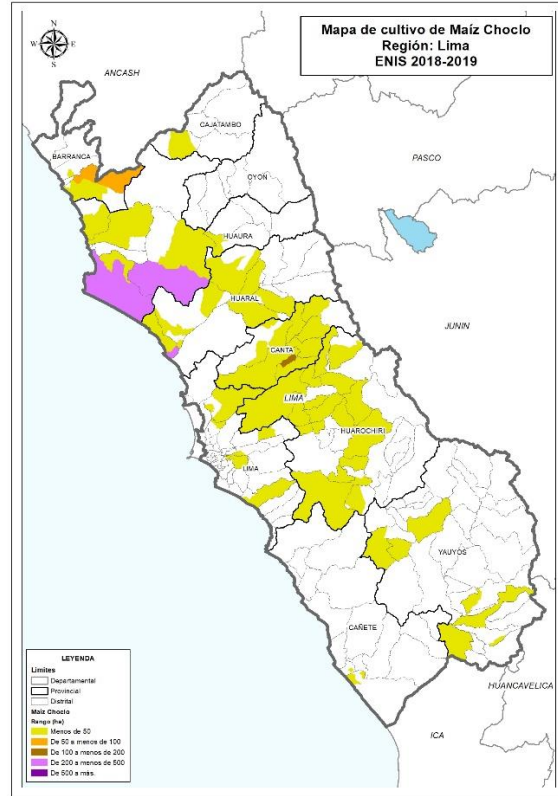 Mapa de cultivo de Maíz Choclo
Región: Lima
ENIS 2018-2019
N
W E
S
ANCASH
CAJATAMBO
BARRANCA
OYON
PASCO
HUAURA
HUARAL
JUNIN
CANTA
LIMA
HUAROCHIRI
LIMA
YAUYOS
CAÑETE
HUANCAVELICA
ICA
LEYENDA
Límites
Departamental
Provincial
Distrital
Maíz Choclo
Rango (ha)
Menos de 50
De 50 a menos de 100
De 100 a menos de 200
De 200 a menos de 500
De 500 a más.